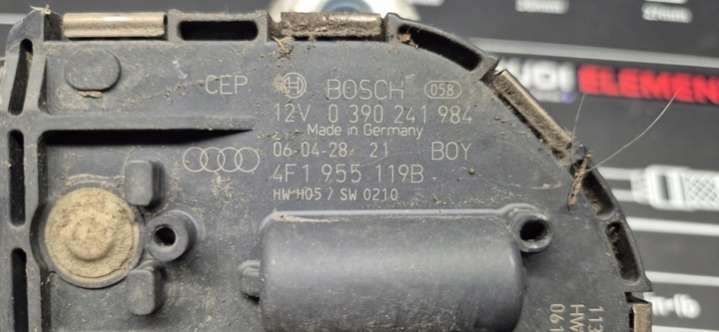 CEP BOSCH 058
12V 0 390 241 984
Made in Germany
06-04-28 21 BOY
4F1 955 119B
HW H05 / SW 0210
ELEMEN